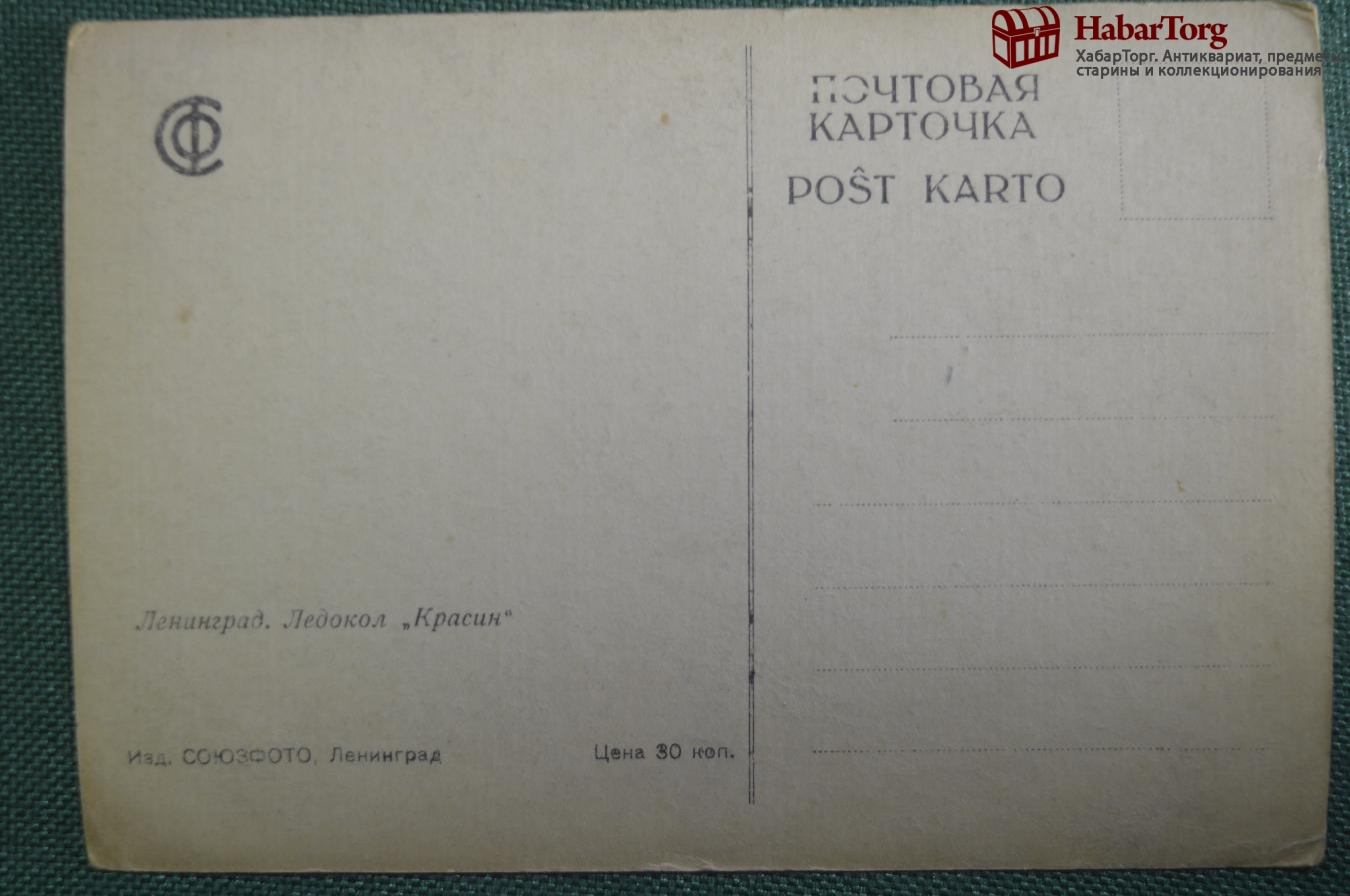 HabarTorg
ХабарТорг. Антиквариат, предметы
старины и коллекционирования
СФ
ПОЧТОВАЯ
КАРТОЧКА
POŜT KARTO
Ленинград. Ледокол „Красин“
Изд. СОЮЗФОТО, Ленинград
Цена 30 коп.